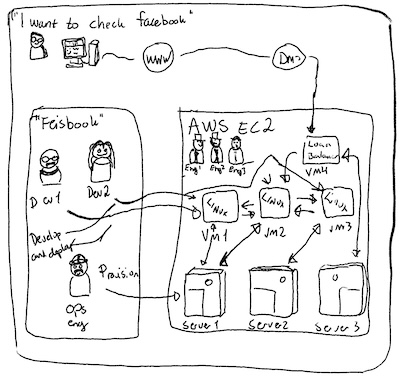 "I want to check facebook"
WWW
DNS
"Feisbook"
Dev1
Dev2
Develop
and deploy
Provision
OPS
eng
AWS EC2
Eng1
Eng2
Eng3
Load
Balancer
VM4
Linux
VM1
Linux
VM2
Linux
VM3
Server1
Server2
Server3